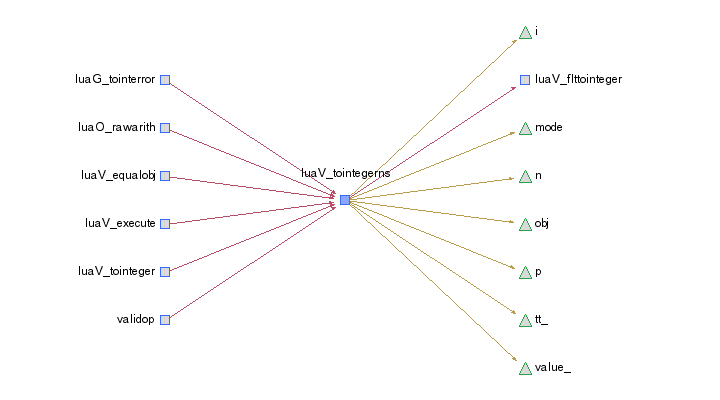 luaG_tointerror
luaO_rawarith
luaV_equalobj
luaV_execute
luaV_tointeger
validop
luaV_tointegerns
i
luaV_flttointeger
mode
n
obj
p
tt_
value_